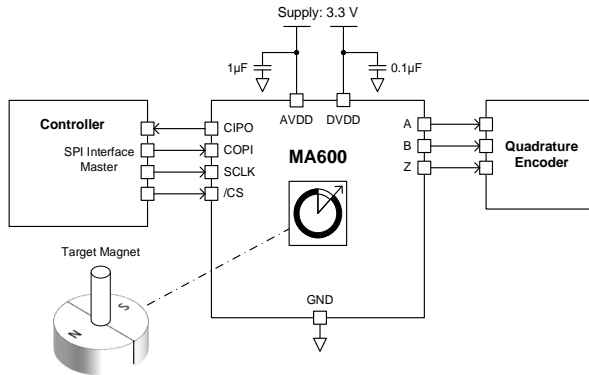 Supply: 3.3 V
1µF
0.1µF
AVDD
DVDD
Controller
SPI Interface
Master
CIPO
COPI
SCLK
/CS
MA600
A
B
Z
Quadrature
Encoder
Target Magnet
S
N
GND